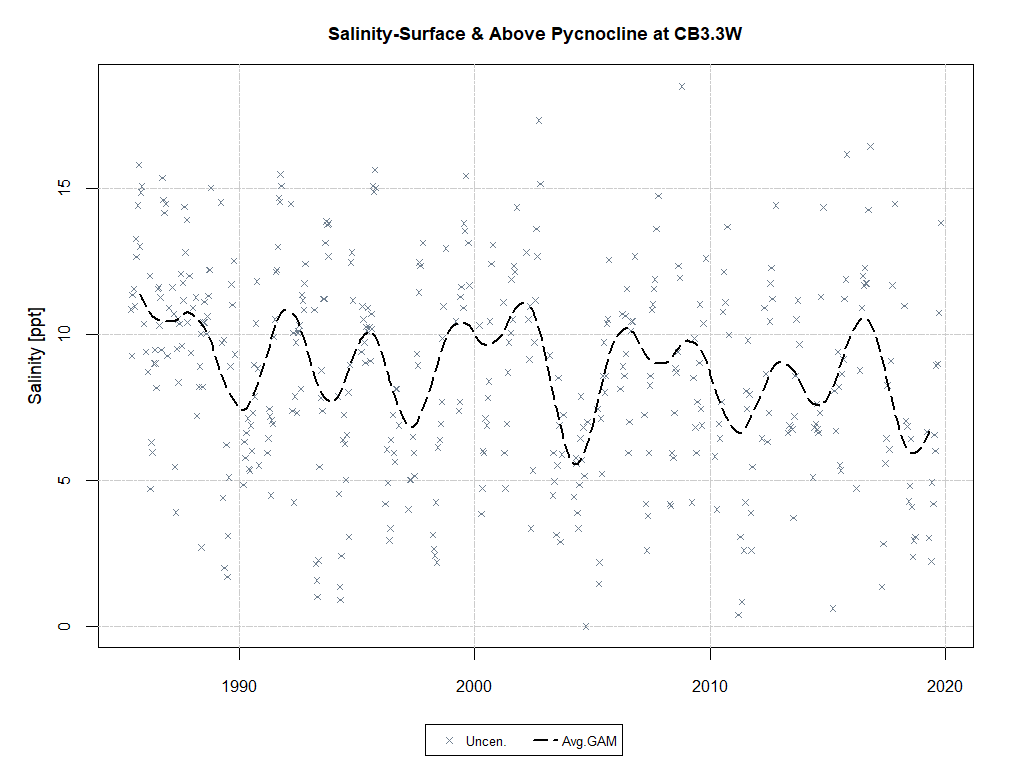 Salinity-Surface & Above Pycnocline at CB3.3W
Salinity [ppt]
15
10
5
0
1990 2000 2010 2020
Uncen. Avg.GAM